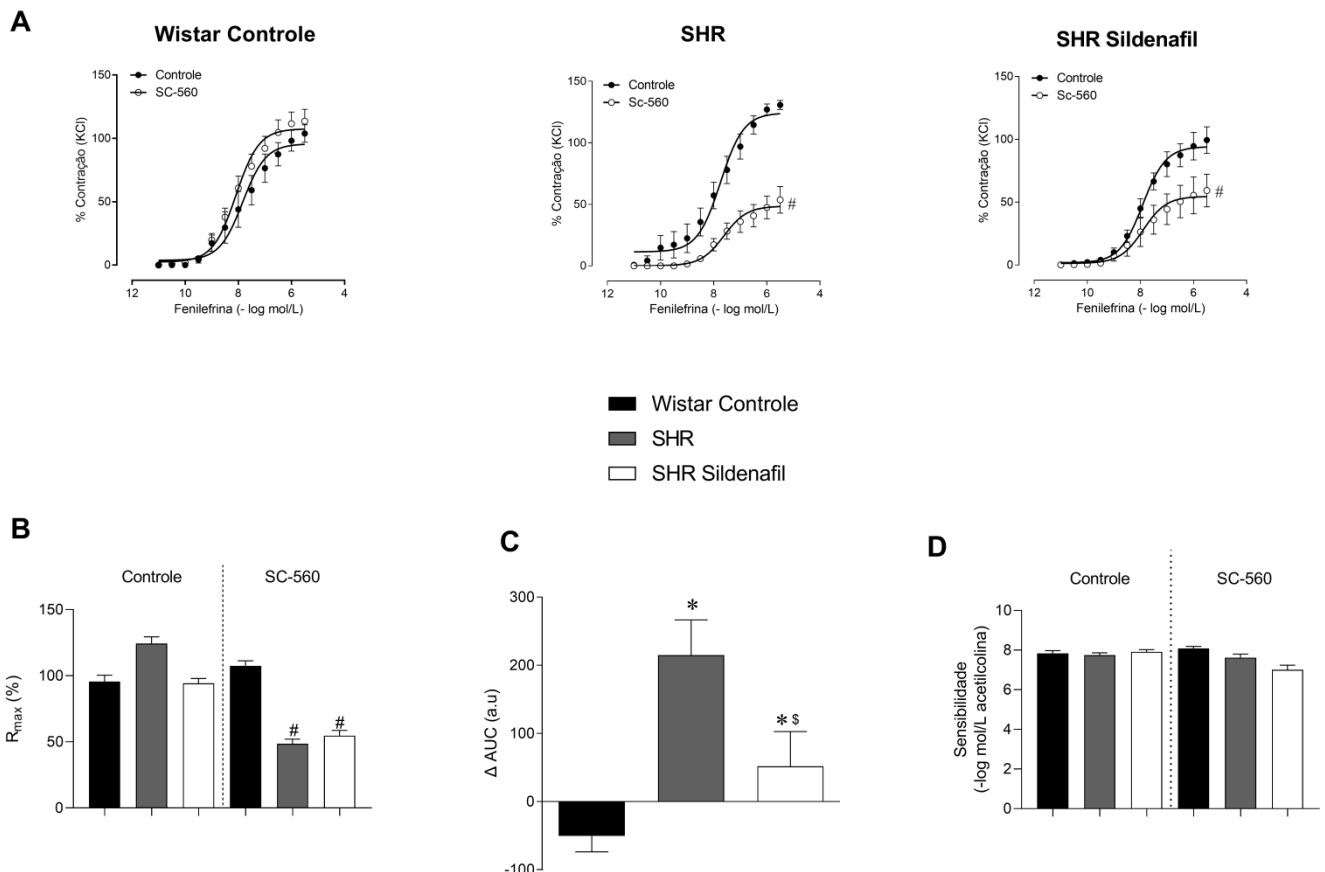 A
Wistar Controle
Controle
SC-560
150
100
50
0
% Contração (KCl)
12 10 8 6 4
Fenilefrina (- log mol/L)
SHR
Controle
Sc-560
150
100
50
0
% Contração (KCl)
12 10 8 6 4
Fenilefrina (- log mol/L)
#
SHR Sildenafil
Controle
SC-560
150
100
50
0
% Contração (KCl)
12 10 8 6 4
Fenilefrina (- log mol/L)
#
Wistar Controle
SHR
SHR Sildenafil
B
Controle SC-560
150
100
50
0
Rmax (%)
# #
C
300
200
100
0
-100
Δ AUC (a.u)
*
* $
D
Controle SC-560
10
8
6
4
2
0
Sensibilidade
(-log mol/L acetilcolina)